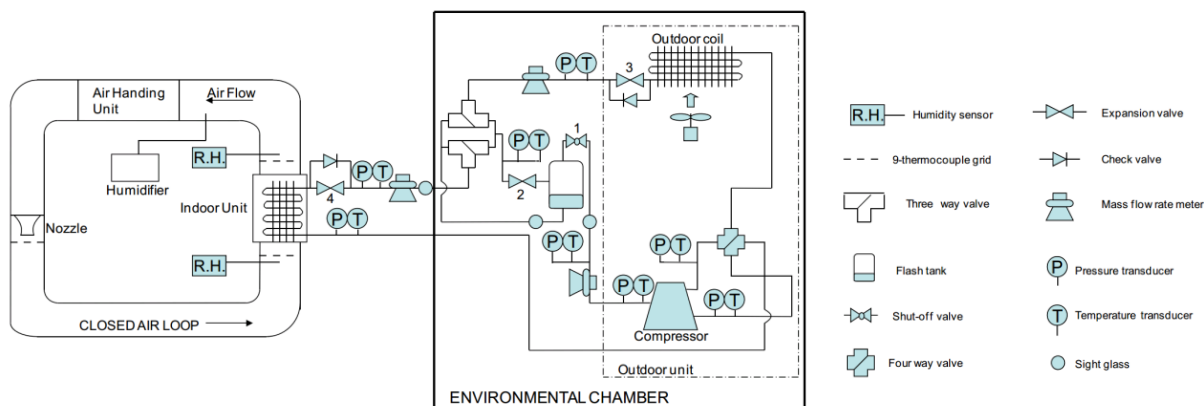 Air Handing
Unit
Air Flow
R.H.
Humidifier
Indoor Unit
Nozzle
R.H.
CLOSED AIR LOOP
4
P T
P T
P T
3
Outdoor coil
1
P T
2
P T
P T
P T
P T
Compressor
Outdoor unit
ENVIRONMENTAL CHAMBER
R.H.
Humidity sensor
Expansion valve
9-thermocouple grid
Check valve
Three way valve
Mass flow rate meter
Flash tank
P
Pressure transducer
Shut-off valve
T
Temperature transducer
Four way valve
Sight glass